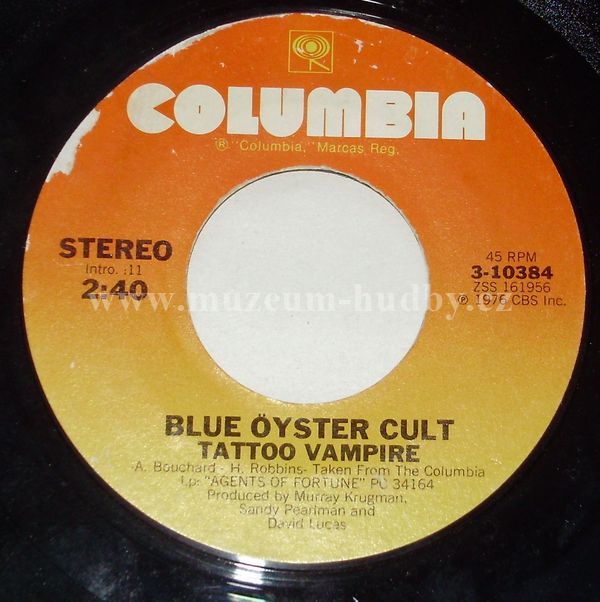 COLUMBIA
® "Columbia," Marcas Reg.
STEREO
Intro. :11
2:40
45 RPM
3-10384
ZSS 161956
℗ 1976 CBS Inc.
www.muzeum-hudby.cz
BLUE ÖYSTER CULT
TATTOO VAMPIRE
A. Bouchard - H. Robbins - Taken From The Columbia
Lp: "AGENTS OF FORTUNE" PC 34164
Produced by Murray Krugman,
Sandy Pearlman and
David Lucas